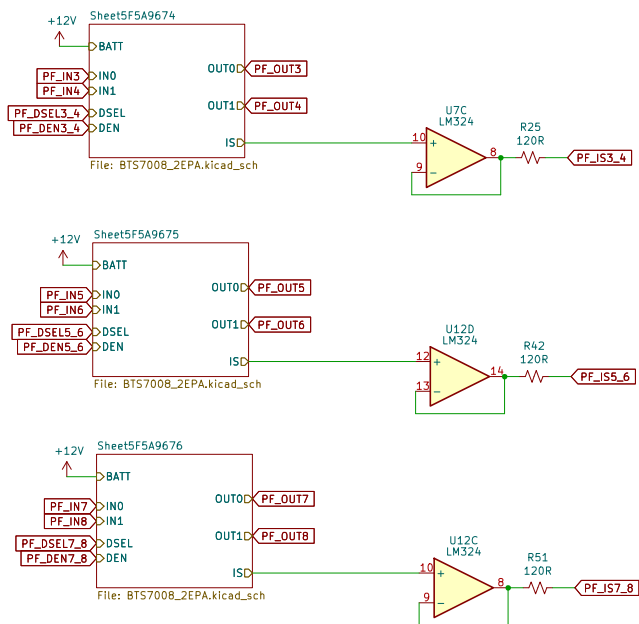 Sheet5F5A9674
+12V
BATT
PF_IN3 IN0
PF_IN4 IN1
PF_DSEL3_4 DSEL
PF_DEN3_4 DEN
OUT0 PF_OUT3
OUT1 PF_OUT4
IS
File: BTS7008_2EPA.kicad_sch
U7C
LM324
10
+
8
9
−
R25
120R
PF_IS3_4
Sheet5F5A9675
+12V
BATT
PF_IN5 IN0
PF_IN6 IN1
PF_DSEL5_6 DSEL
PF_DEN5_6 DEN
OUT0 PF_OUT5
OUT1 PF_OUT6
IS
File: BTS7008_2EPA.kicad_sch
U12D
LM324
12
+
14
13
−
R42
120R
PF_IS5_6
Sheet5F5A9676
+12V
BATT
PF_IN7 IN0
PF_IN8 IN1
PF_DSEL7_8 DSEL
PF_DEN7_8 DEN
OUT0 PF_OUT7
OUT1 PF_OUT8
IS
File: BTS7008_2EPA.kicad_sch
U12C
LM324
10
+
8
9
−
R51
120R
PF_IS7_8